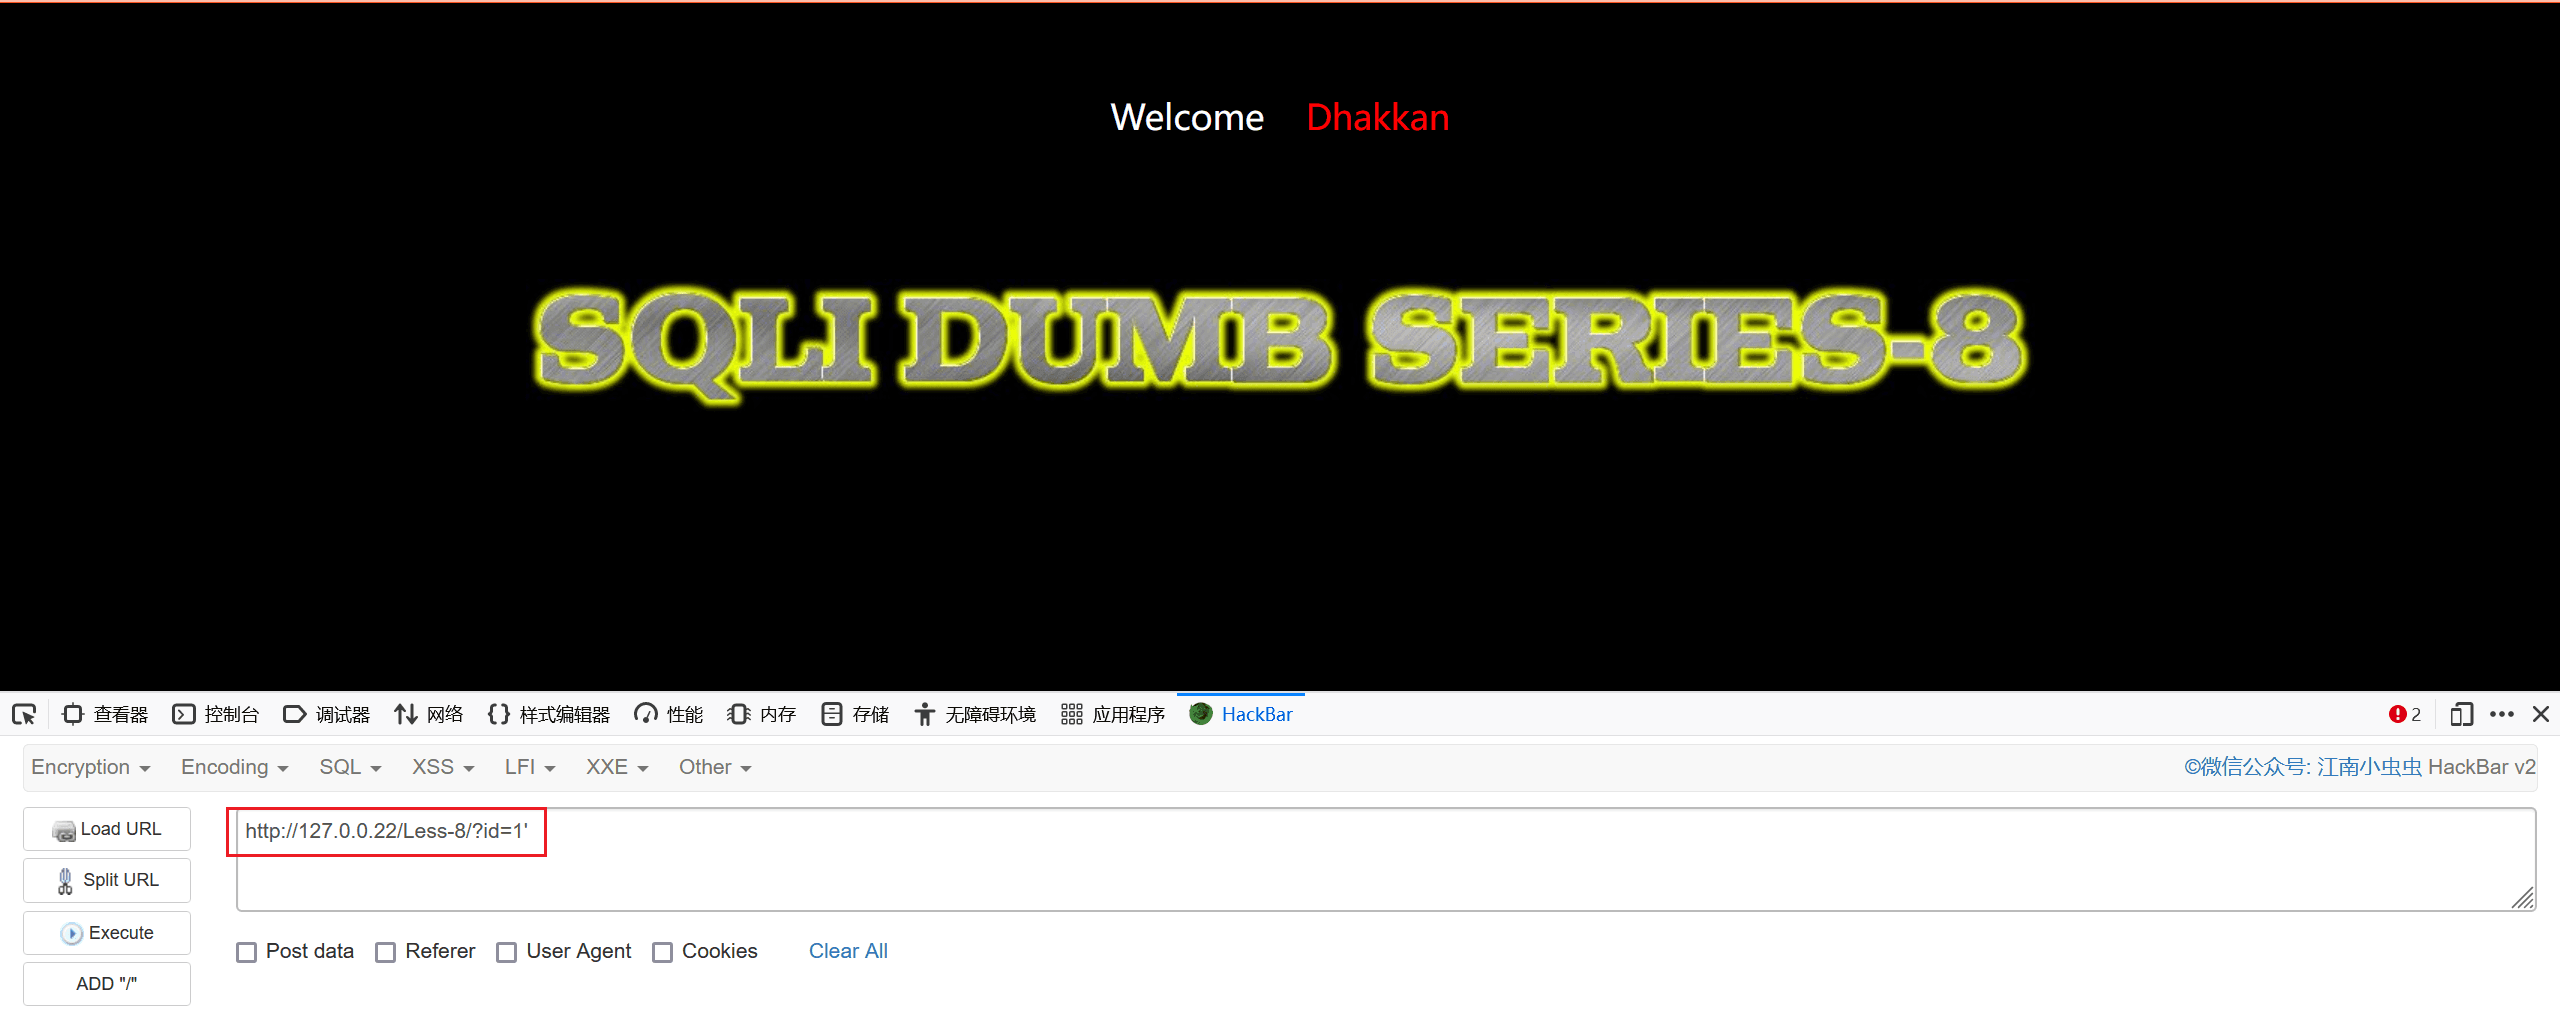 Welcome Dhakkan
SQLI DUMB SERIES-8
查看器 控制台 调试器 网络 样式编辑器 性能 内存 存储 无障碍环境 应用程序 HackBar 2
Encryption Encoding SQL XSS LFI XXE Other ©微信公众号: 江南小虫虫 HackBar v2
Load URL http://127.0.0.22/Less-8/?id=1'
Split URL
Execute
Post data Referer User Agent Cookies Clear All
ADD "/"